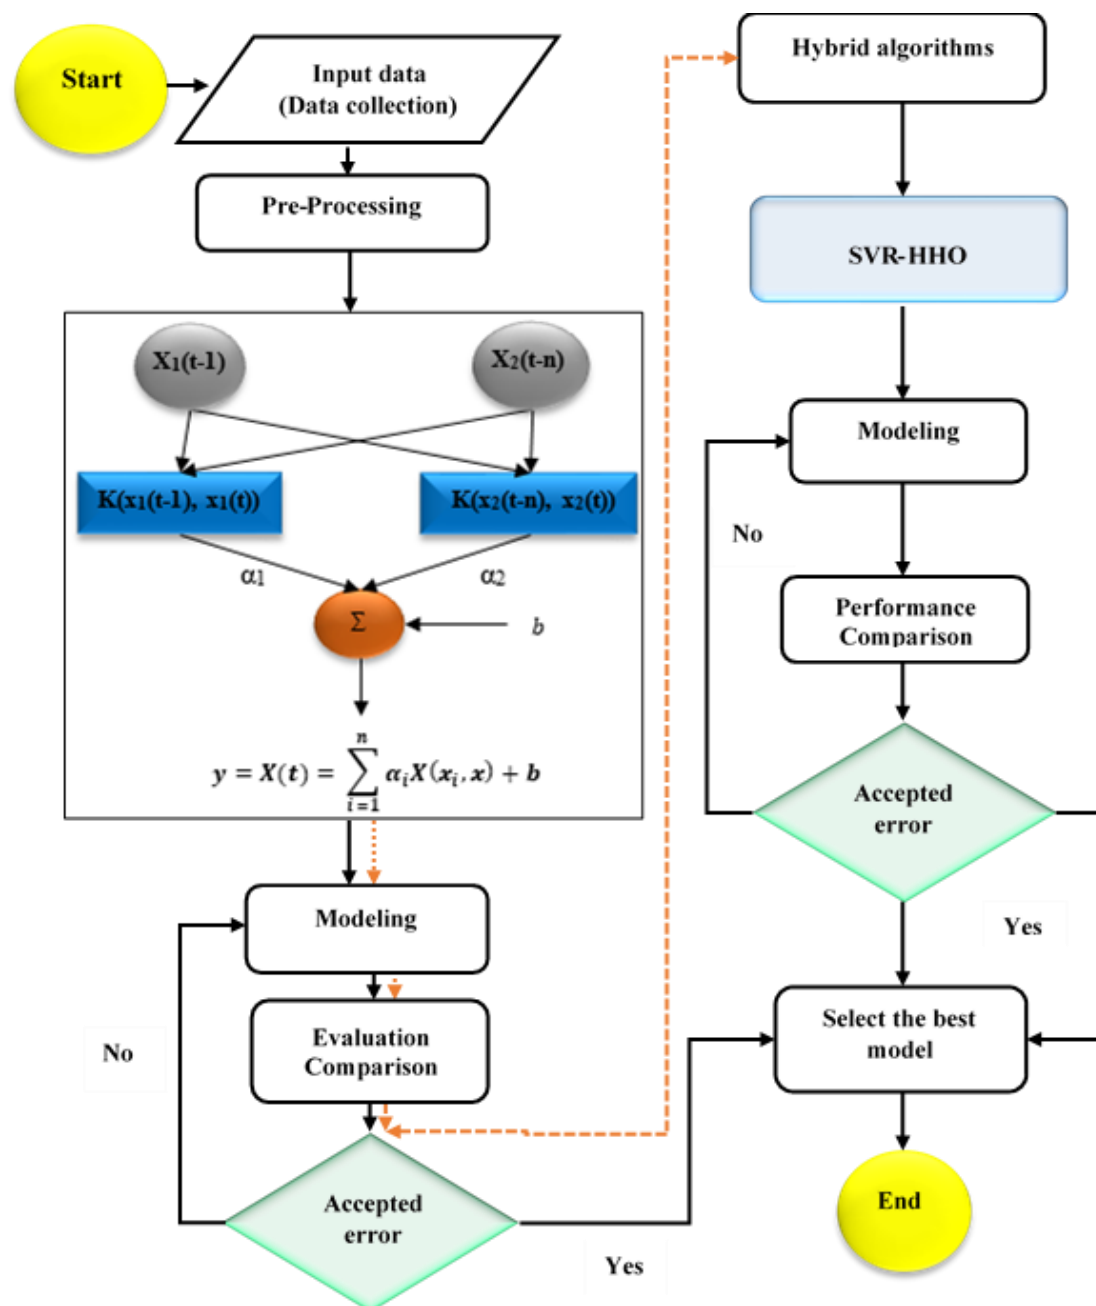 Start
Input data
(Data collection)
Pre-Processing
X1(t-1)
X2(t-n)
K(x1(t-1), x1(t))
K(x2(t-n), x2(t))
α1
α2
Σ
b
y = X(t) = ∑ⁿᵢ₌₁ αᵢX(xᵢ, x) + b
Modeling
Evaluation
Comparison
No
Accepted
error
Yes
Hybrid algorithms
SVR-HHO
Modeling
No
Performance
Comparison
Accepted
error
Yes
Select the best
model
End